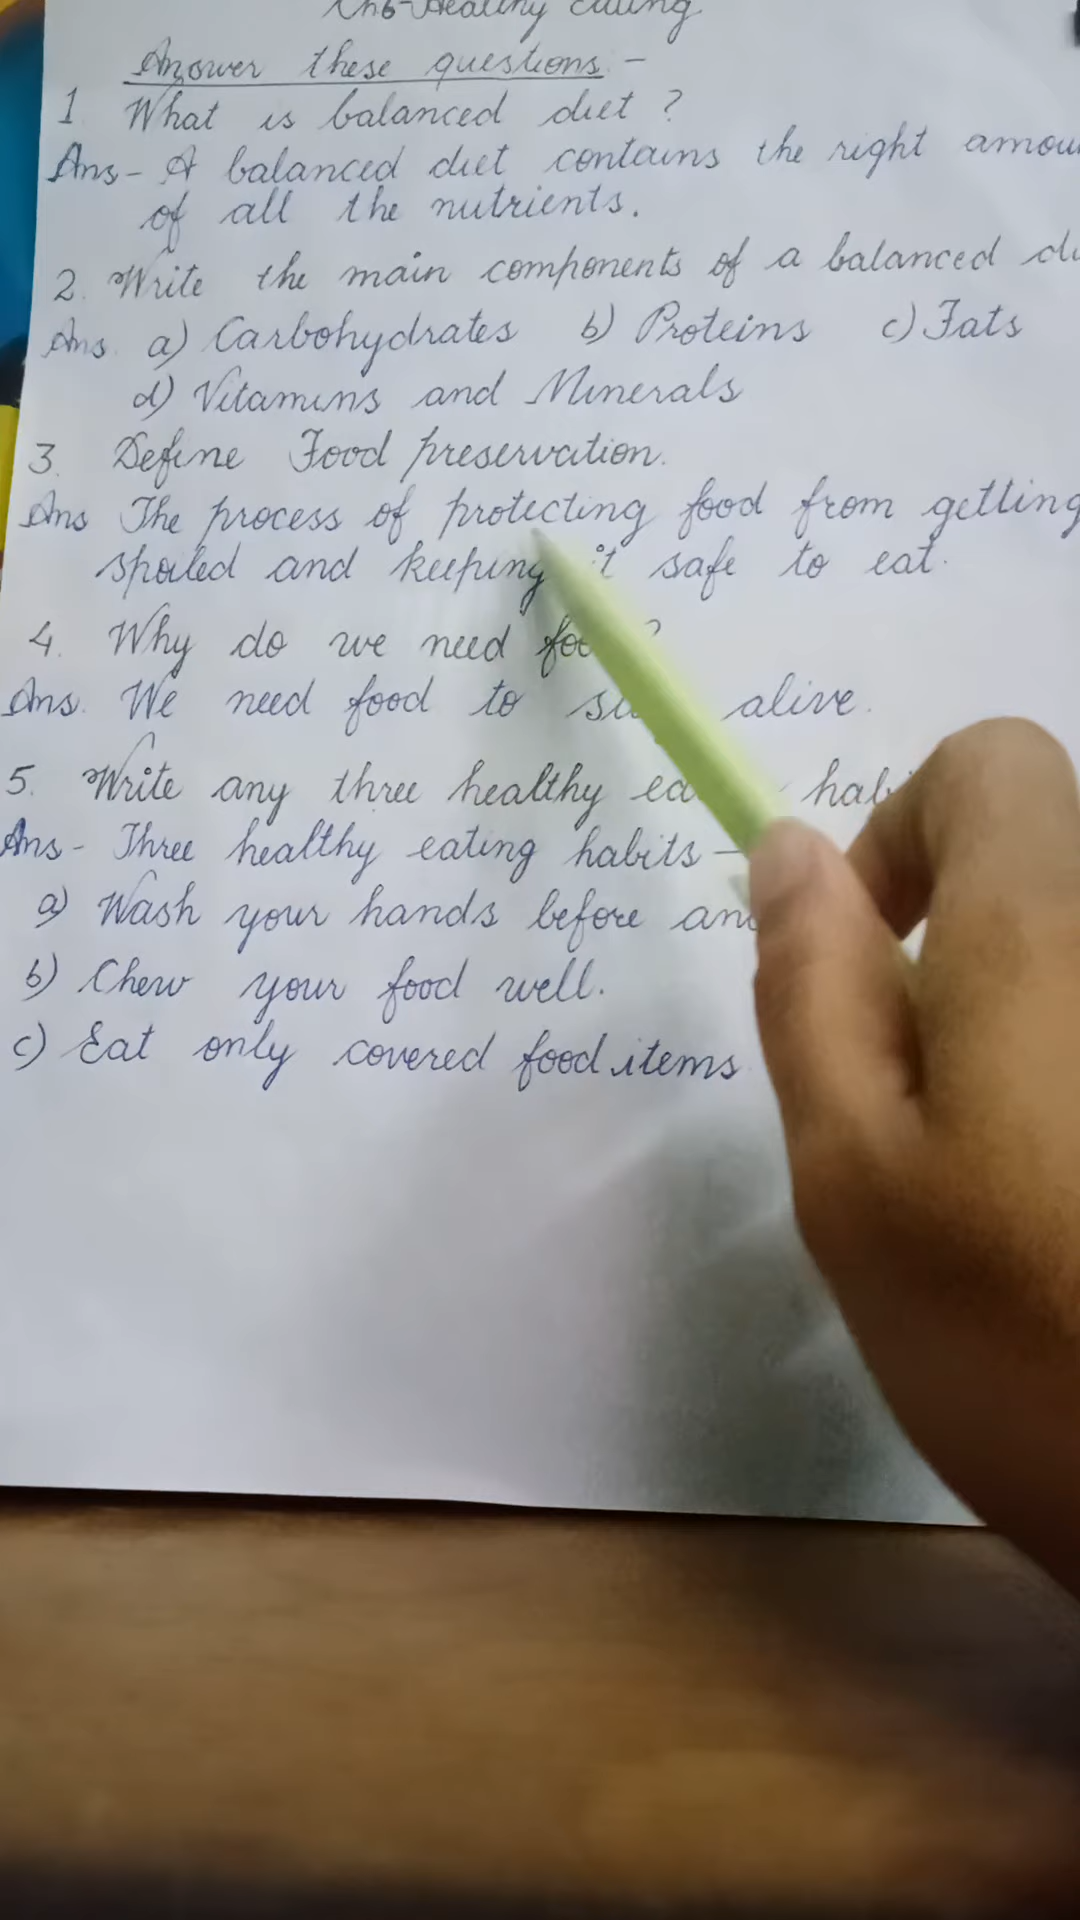 Ch6-Healthy Eating
Answer these questions.-
1. What is balanced diet ?
Ans- A balanced diet contains the right
of all the nutrients.
2. Write the main components of a balanced
Ans. a) Carbohydrates b) Proteins c) Fats
d) Vitamins and Minerals
3. Define Food preservation.
Ans The process of protecting food from getting
spoiled and keeping it safe to eat.
4. Why do we need ?
Ans. We need food to alive.
5. Write any three healthy
Ans- Three healthy eating habits -
a) Wash your hands before
b) Chew your food well.
c) Eat only covered food items